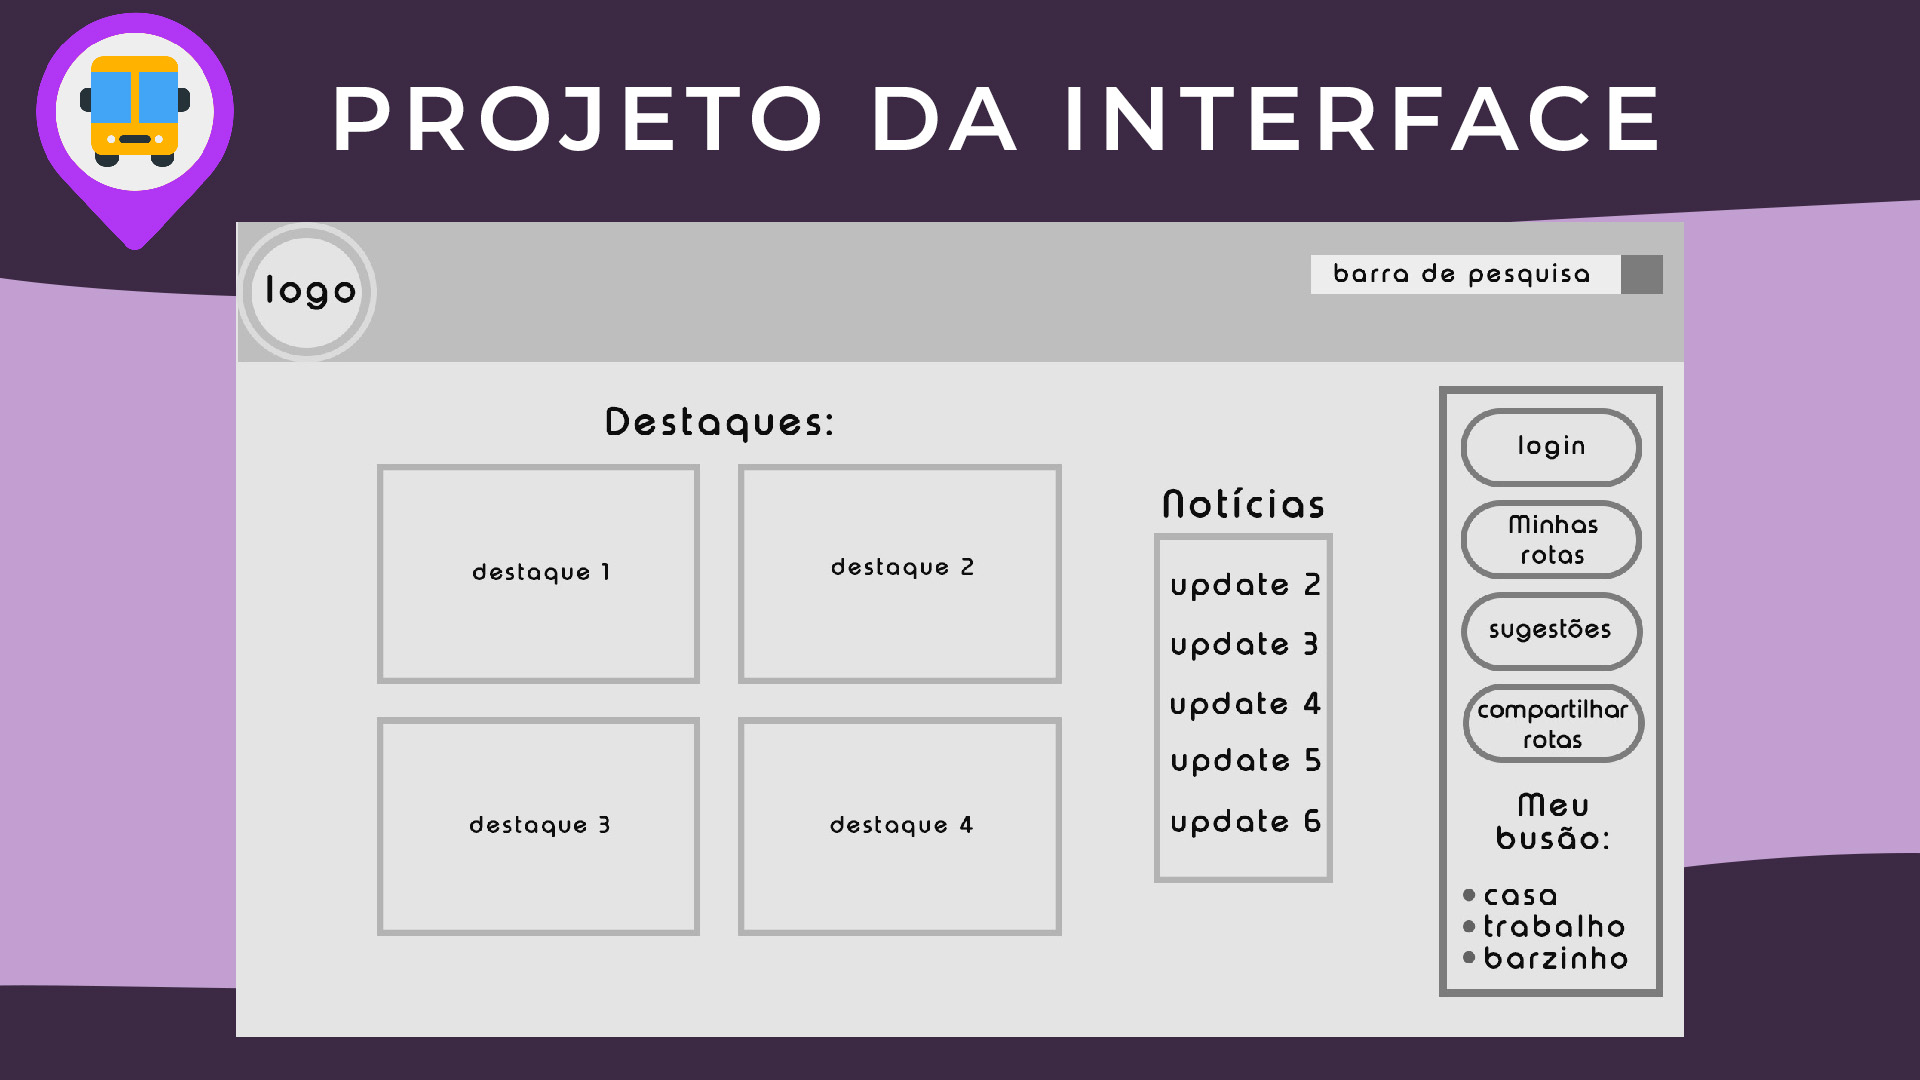 PROJETO DA INTERFACE
logo
barra de pesquisa
Destaques:
destaque 1
destaque 2
destaque 3
destaque 4
Notícias
update 2
update 3
update 4
update 5
update 6
login
Minhas
rotas
sugestões
compartilhar
rotas
Meu
busão:
casa
trabalho
barzinho